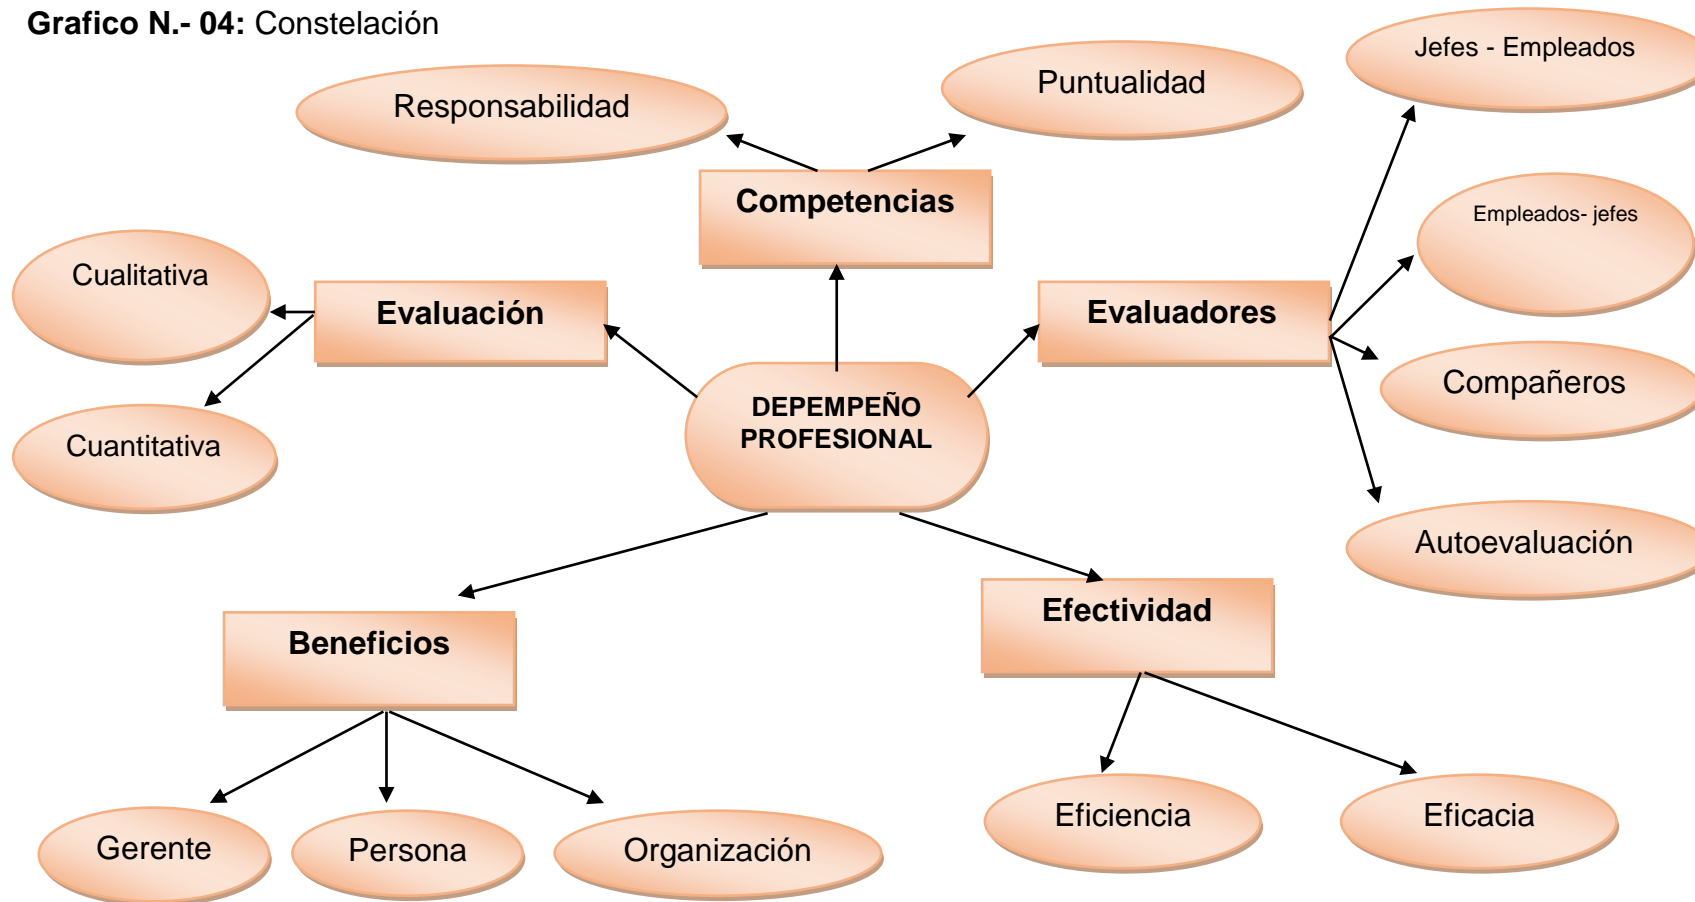 Grafico N.- 04: Constelación
Jefes - Empleados
Responsabilidad
Puntualidad
Competencias
Empleados- jefes
Cualitativa
Evaluación
Evaluadores
Compañeros
Cuantitativa
DEPEMPEÑO
PROFESIONAL
Autoevaluación
Beneficios
Efectividad
Gerente
Persona
Organización
Eficiencia
Eficacia